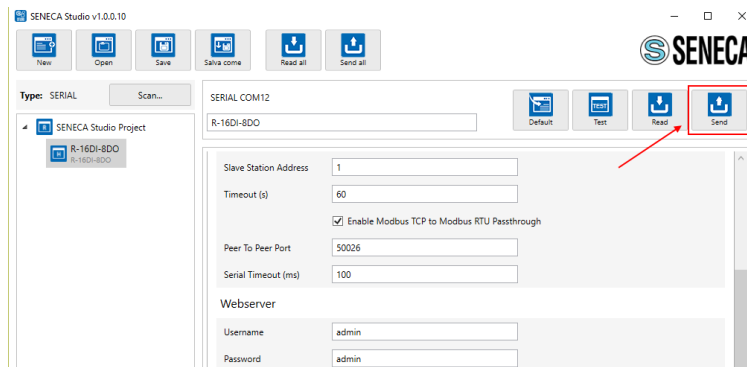 SENECA Studio v1.0.0.10
New
Open
Save
Salva come
Read all
Send all
SENECA
Type: SERIAL
Scan...
SENECA Studio Project
R-16DI-8DO
R-16DI-8DO
SERIAL COM12
R-16DI-8DO
Default
TEST
Test
Read
Send
Slave Station Address
1
Timeout (s)
60
Enable Modbus TCP to Modbus RTU Passthrough
Peer To Peer Port
50026
Serial Timeout (ms)
100
Webserver
Username
admin
Password
admin